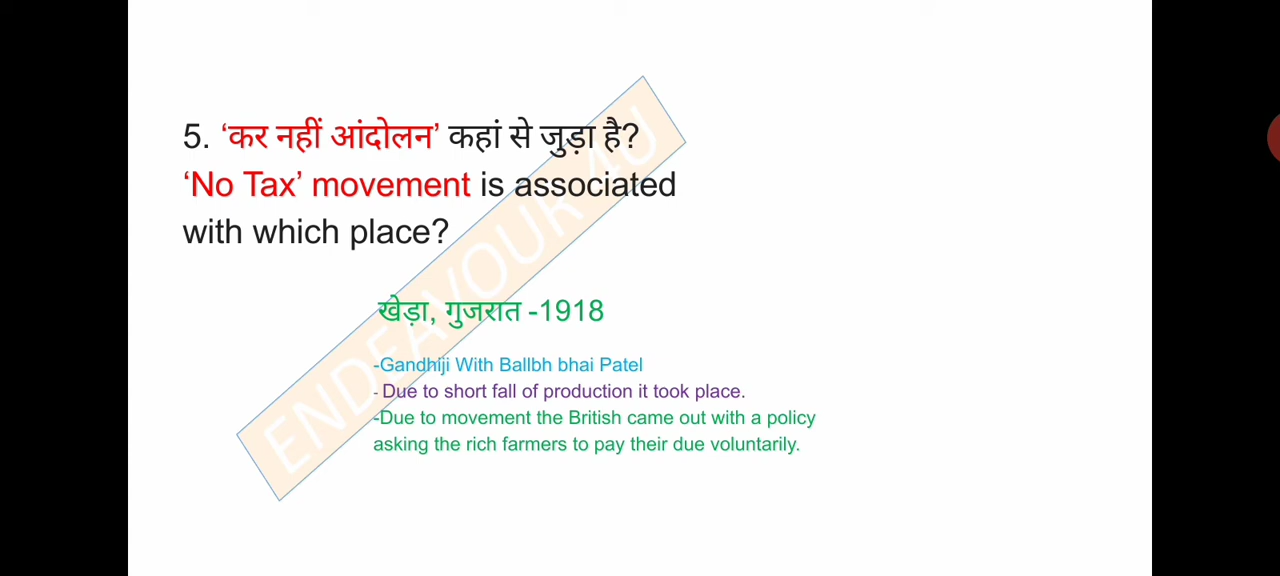 5. ‘कर नहीं आंदोलन’ कहां से जुड़ा है?
‘No Tax’ movement is associated
with which place?
खेड़ा, गुजरात -1918
-Gandhiji With Ballbh bhai Patel
- Due to short fall of production it took place.
-Due to movement the British came out with a policy
asking the rich farmers to pay their due voluntarily.
ENDEAVOUR 4U